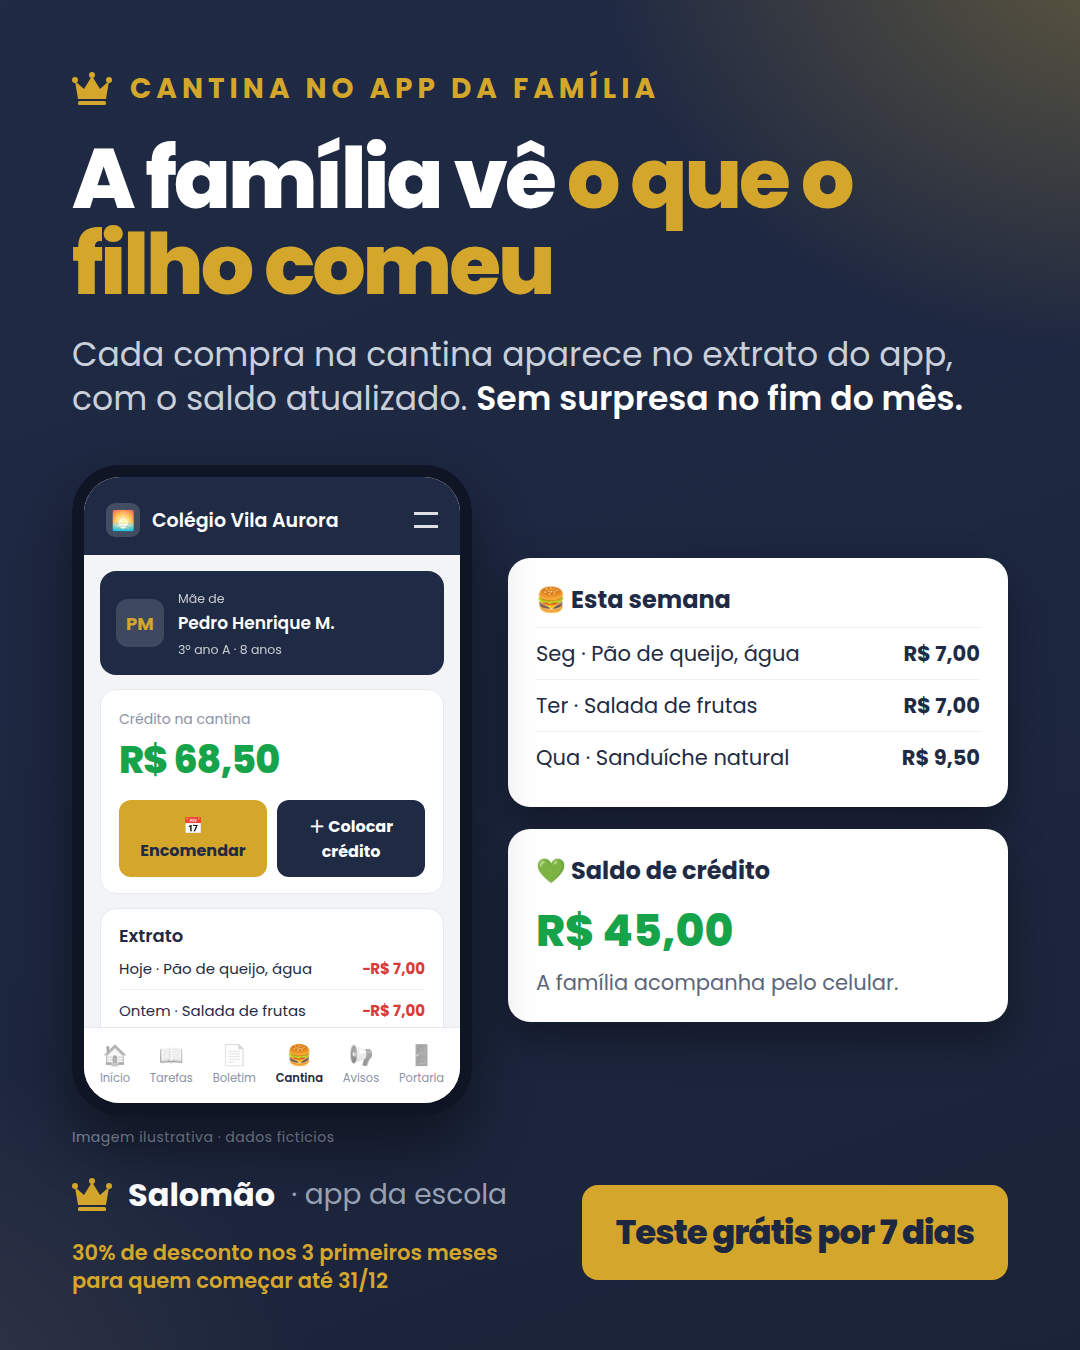 CANTINA NO APP DA FAMÍLIA
A família vê o que o
filho comeu
Cada compra na cantina aparece no extrato do app,
com o saldo atualizado. Sem surpresa no fim do mês.
Colégio Vila Aurora
PM
Mãe de
Pedro Henrique M.
3º ano A · 8 anos
Crédito na cantina
R$ 68,50
Encomendar
+ Colocar
crédito
Extrato
Hoje · Pão de queijo, água −R$ 7,00
Ontem · Salada de frutas −R$ 7,00
Início Tarefas Boletim Cantina Avisos Portaria
Esta semana
Seg · Pão de queijo, água R$ 7,00
Ter · Salada de frutas R$ 7,00
Qua · Sanduíche natural R$ 9,50
Saldo de crédito
R$ 45,00
A família acompanha pelo celular.
Imagem ilustrativa · dados fictícios
Salomão · app da escola
30% de desconto nos 3 primeiros meses
para quem começar até 31/12
Teste grátis por 7 dias